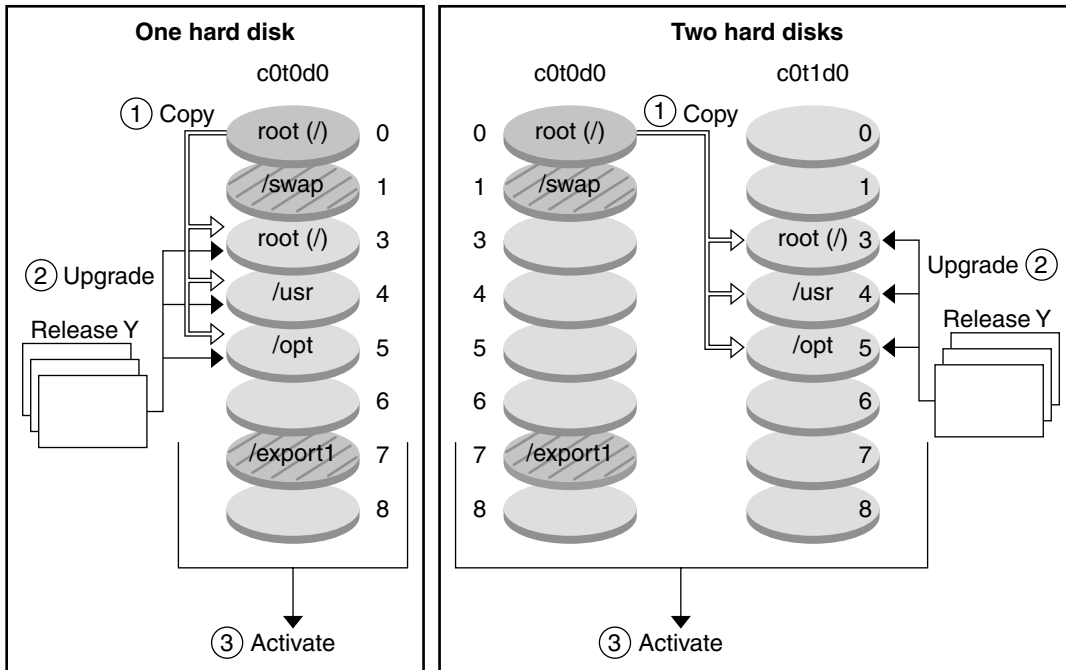 One hard disk
c0t0d0
1 Copy
root (/) 0
/swap 1
root (/) 3
2 Upgrade
/usr 4
Release Y
/opt 5
6
/export1 7
8
3 Activate
Two hard disks
c0t0d0 c0t1d0
1 Copy
0 root (/) 0
1 /swap 1
3 root (/) 3
Upgrade 2
4 /usr 4
Release Y
5 /opt 5
6 6
7 /export1 7
8 8
3 Activate